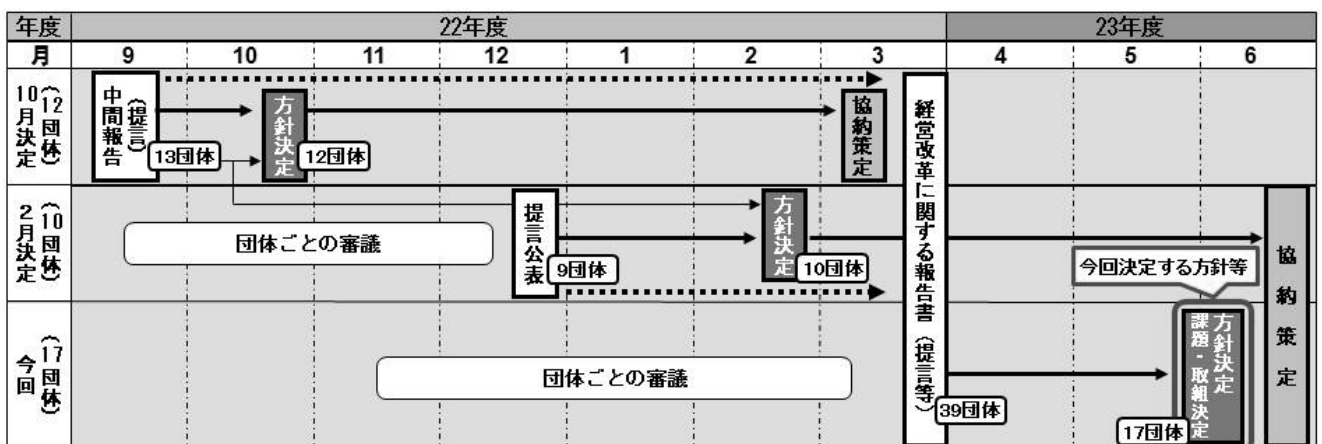 年度 22年度 23年度
月 9 10 11 12 1 2 3 4 5 6
10月決定（12団体）
中間報告（提言）
13団体
方針決定
12団体
協約策定
経営改革に関する報告書（提言等）
39団体
2月決定（10団体）
団体ごとの審議
提言公表
9団体
方針決定
10団体
今回決定する方針等
協約策定
今回（17団体）
団体ごとの審議
方針決定
課題・取組決定
17団体